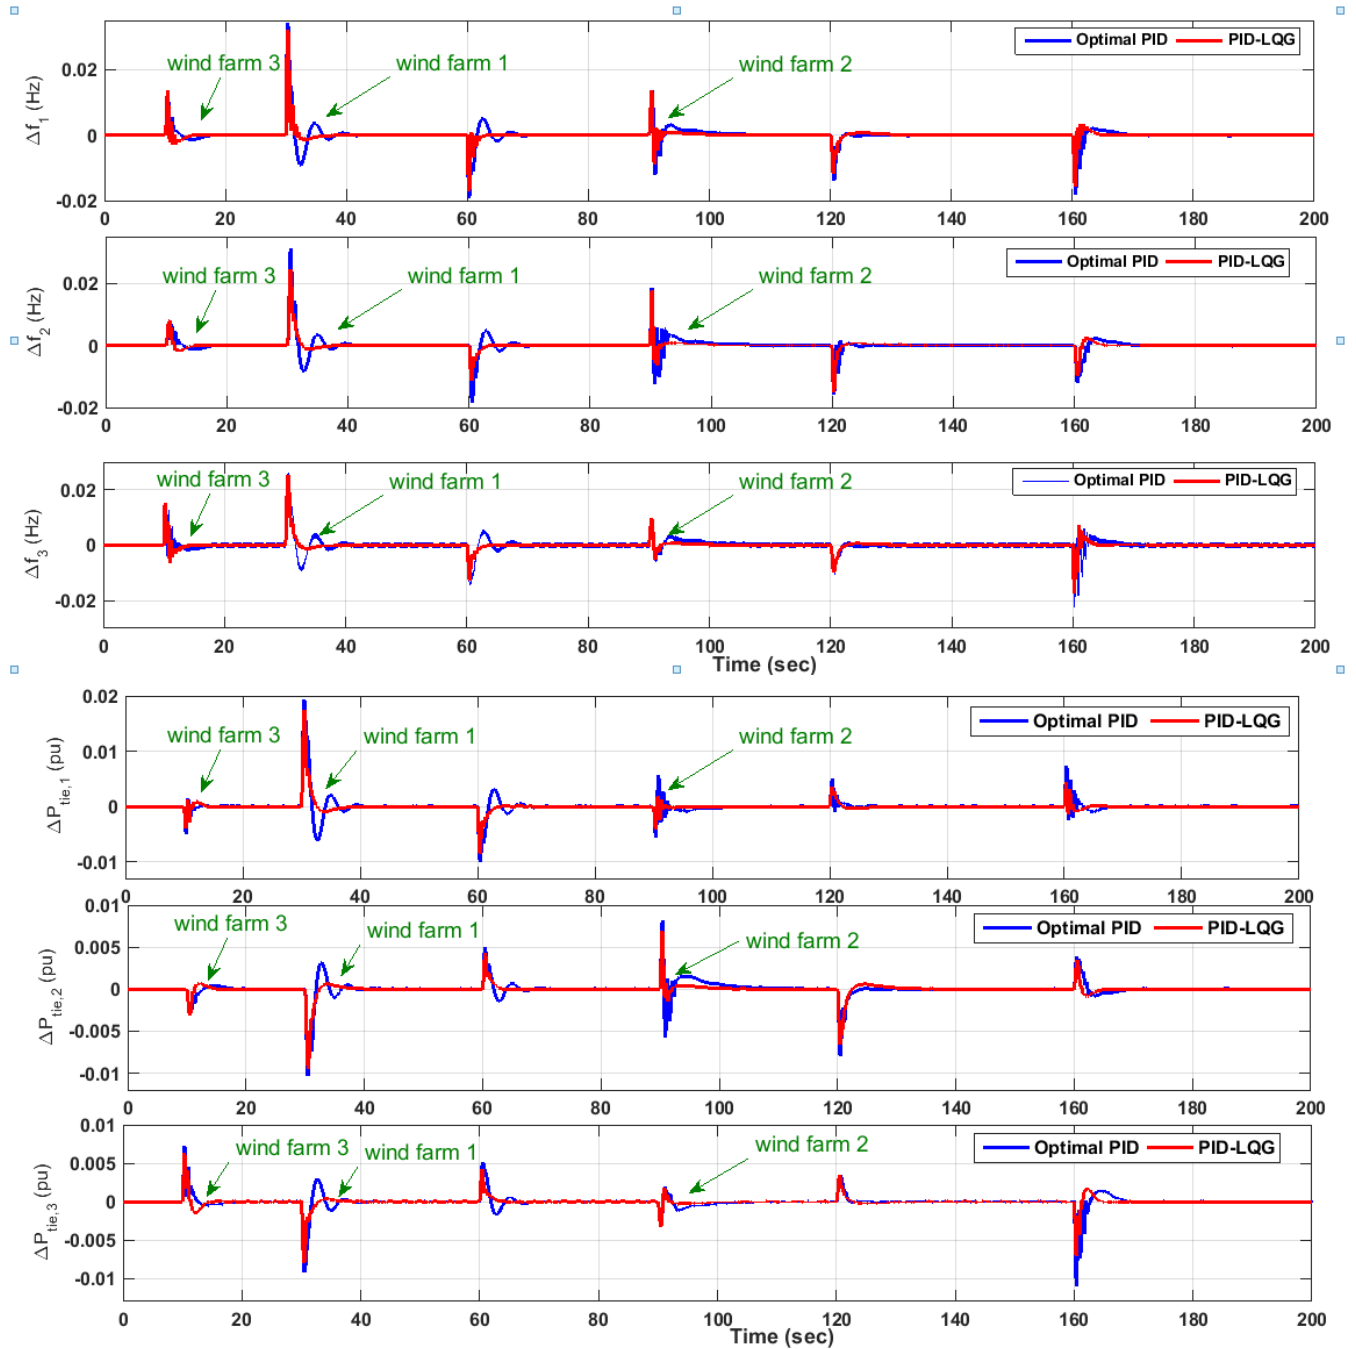 Optimal PID PID-LQG
wind farm 3
wind farm 1
wind farm 2
Δf1 (Hz)
0.02
0
-0.02
0 20 40 60 80 100 120 140 160 180 200
Optimal PID PID-LQG
wind farm 3
wind farm 1
wind farm 2
Δf2 (Hz)
0.02
0
-0.02
0 20 40 60 80 100 120 140 160 180 200
Optimal PID PID-LQG
wind farm 3
wind farm 1
wind farm 2
Δf3 (Hz)
0.02
0
-0.02
0 20 40 60 80 100 120 140 160 180 200
Time (sec)
Optimal PID PID-LQG
wind farm 3
wind farm 1
wind farm 2
ΔPtie,1 (pu)
0.02
0.01
0
-0.01
0 20 40 60 80 100 120 140 160 180 200
Optimal PID PID-LQG
wind farm 3
wind farm 1
wind farm 2
ΔPtie,2 (pu)
0.01
0.005
0
-0.005
-0.01
0 20 40 60 80 100 120 140 160 180 200
Optimal PID PID-LQG
wind farm 3
wind farm 1
wind farm 2
ΔPtie,3 (pu)
0.01
0.005
0
-0.005
-0.01
0 20 40 60 80 100 120 140 160 180 200
Time (sec)